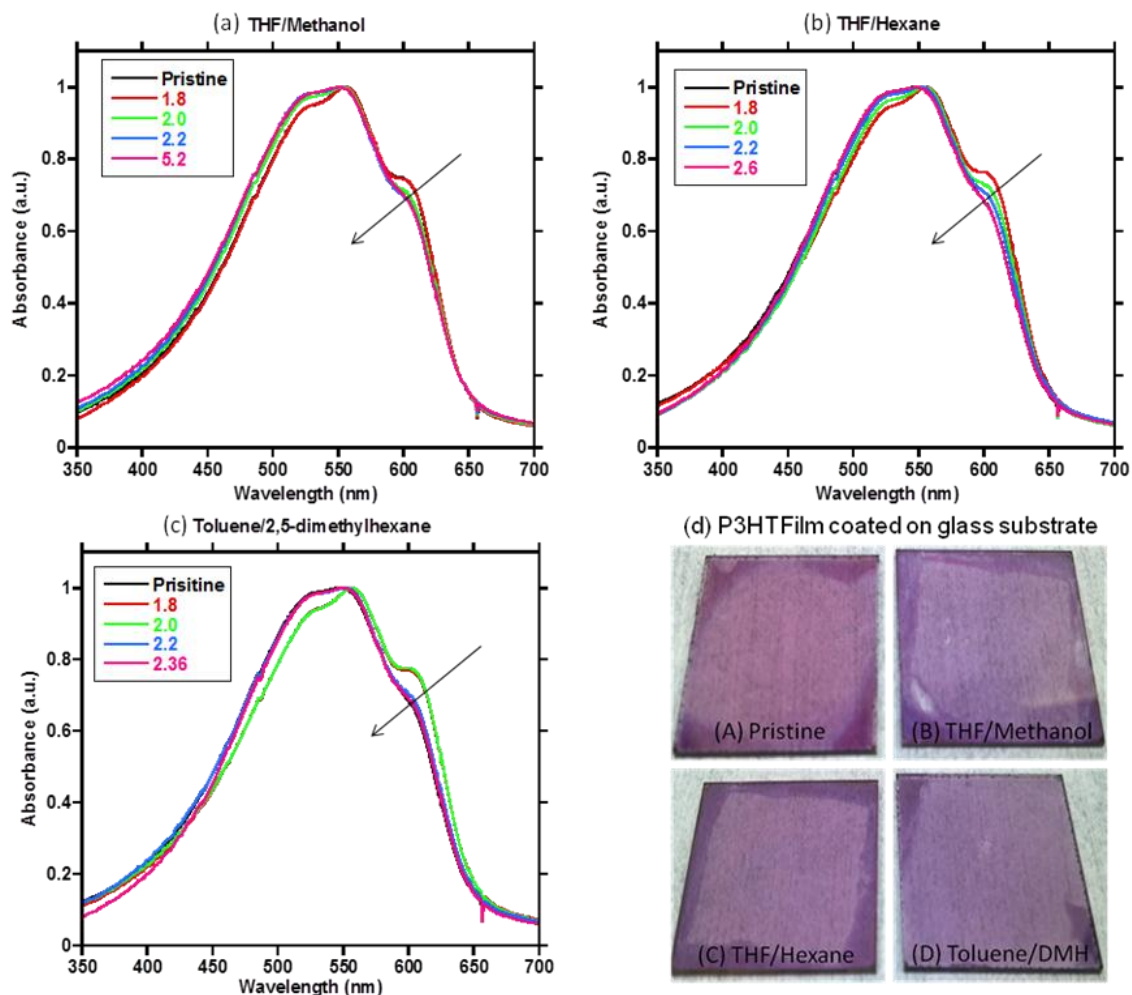 (a) THF/Methanol
Pristine
1.8
2.0
2.2
5.2
1
0.8
0.6
0.4
0.2
0
Absorbance (a.u.)
350 400 450 500 550 600 650 700
Wavelength (nm)
(b) THF/Hexane
Pristine
1.8
2.0
2.2
2.6
1
0.8
0.6
0.4
0.2
0
Absorbance (a.u.)
350 400 450 500 550 600 650 700
Wavelength (nm)
(c) Toluene/2,5-dimethylhexane
Prisitine
1.8
2.0
2.2
2.36
1
0.8
0.6
0.4
0.2
0
Absorbance (a.u.)
350 400 450 500 550 600 650 700
Wavelength (nm)
(d) P3HTFilm coated on glass substrate
(A) Pristine
(B) THF/Methanol
(C) THF/Hexane
(D) Toluene/DMH